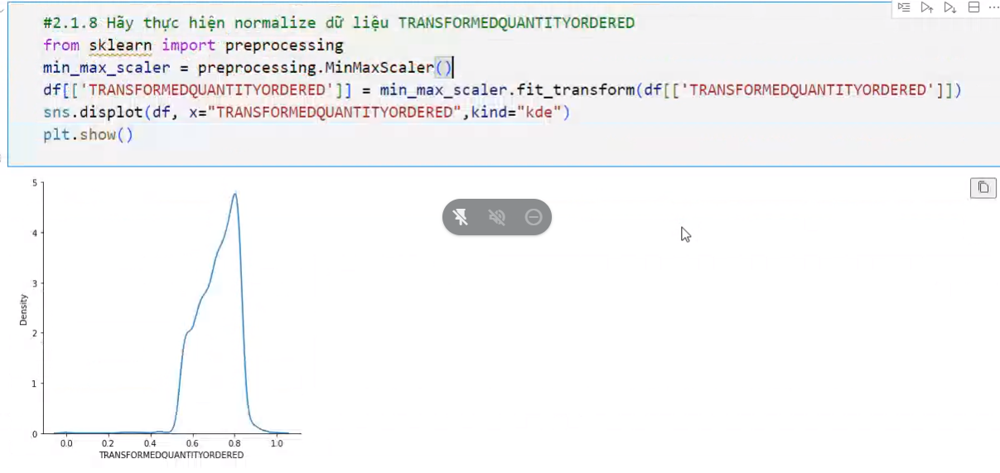 #2.1.8 Hãy thực hiện normalize dữ liệu TRANSFORMEDQUANTITYORDERED
from sklearn import preprocessing
min_max_scaler = preprocessing.MinMaxScaler()
df[['TRANSFORMEDQUANTITYORDERED']] = min_max_scaler.fit_transform(df[['TRANSFORMEDQUANTITYORDERED']])
sns.displot(df, x="TRANSFORMEDQUANTITYORDERED",kind="kde")
plt.show()
5
4
3
2
1
0
Density
0.0 0.2 0.4 0.6 0.8 1.0
TRANSFORMEDQUANTITYORDERED